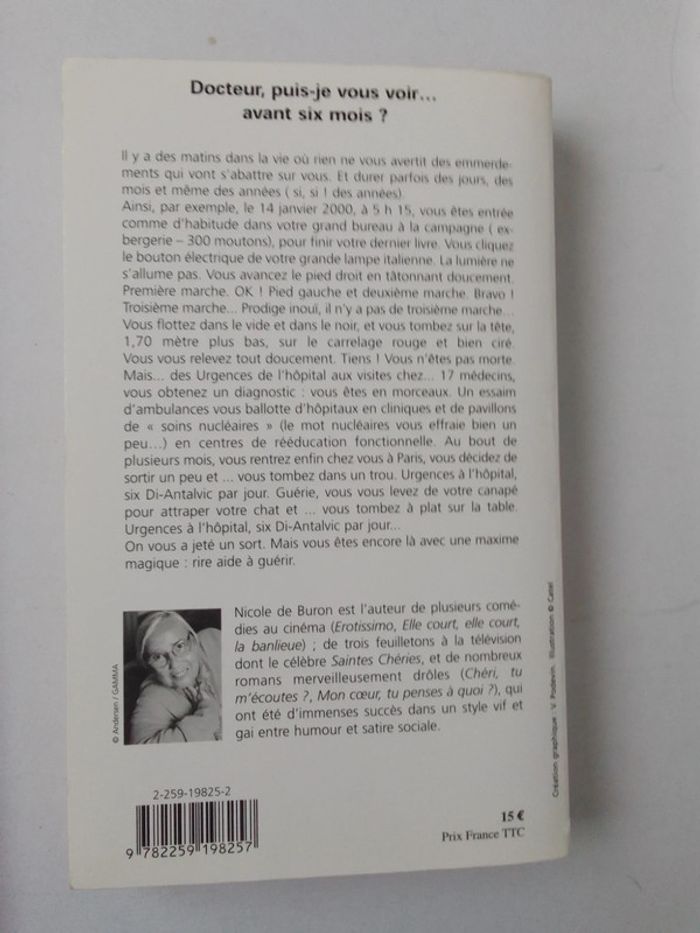 Docteur, puis-je vous voir...
avant six mois ?
Il y a des matins dans la vie où rien ne vous avertit des emmerde-
ments qui vont s'abattre sur vous. Et durer parfois des jours, des
mois et même des années ( si, si ! des années).
Ainsi, par exemple, le 14 janvier 2000, à 5 h 15, vous êtes entrée
comme d'habitude dans votre grand bureau à la campagne ( ex-
bergerie – 300 moutons), pour finir votre dernier livre. Vous cliquez
le bouton électrique de votre grande lampe italienne. La lumière ne
s'allume pas. Vous avancez le pied droit en tâtonnant doucement.
Première marche. OK ! Pied gauche et deuxième marche. Bravo !
Troisième marche... Prodige inouï, il n'y a pas de troisième marche...
Vous flottez dans le vide et dans le noir, et vous tombez sur la tête,
1,70 mètre plus bas, sur le carrelage rouge et bien ciré.
Vous vous relevez tout doucement. Tiens ! Vous n'êtes pas morte.
Mais... des Urgences de l'hôpital aux visites chez... 17 médecins,
vous obtenez un diagnostic : vous êtes en morceaux. Un essaim
d'ambulances vous ballotte d'hôpitaux en cliniques et de pavillons
de « soins nucléaires » (le mot nucléaires vous effraie bien un
peu...) en centres de rééducation fonctionnelle. Au bout de
plusieurs mois, vous rentrez enfin chez vous à Paris, vous décidez de
sortir un peu et ... vous tombez dans un trou. Urgences à l'hôpital,
six Di-Antalvic par jour. Guérie, vous vous levez de votre canapé
pour attraper votre chat et ... vous tombez à plat sur la table.
Urgences à l'hôpital, six Di-Antalvic par jour...
On vous a jeté un sort. Mais vous êtes encore là avec une maxime
magique : rire aide à guérir.
Nicole de Buron est l'auteur de plusieurs comé-
dies au cinéma (Erotissimo, Elle court, elle court,
la banlieue) ; de trois feuilletons à la télévision
dont le célèbre Saintes Chéries, et de nombreux
romans merveilleusement drôles (Chéri, tu
m'écoutes ?, Mon cœur, tu penses à quoi ?), qui
ont été d'immenses succès dans un style vif et
gai entre humour et satire sociale.
© Andersen / GAMMA
Création graphique : V. Podevin. Illustration © Catel
2-259-19825-2
9 782259 198257
15 €
Prix France TTC